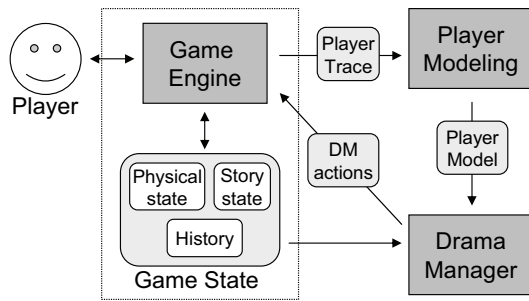 Player
Game
Engine
Player
Trace
Player
Modeling
Player
Model
DM
actions
Physical
state
Story
state
History
Game State
Drama
Manager